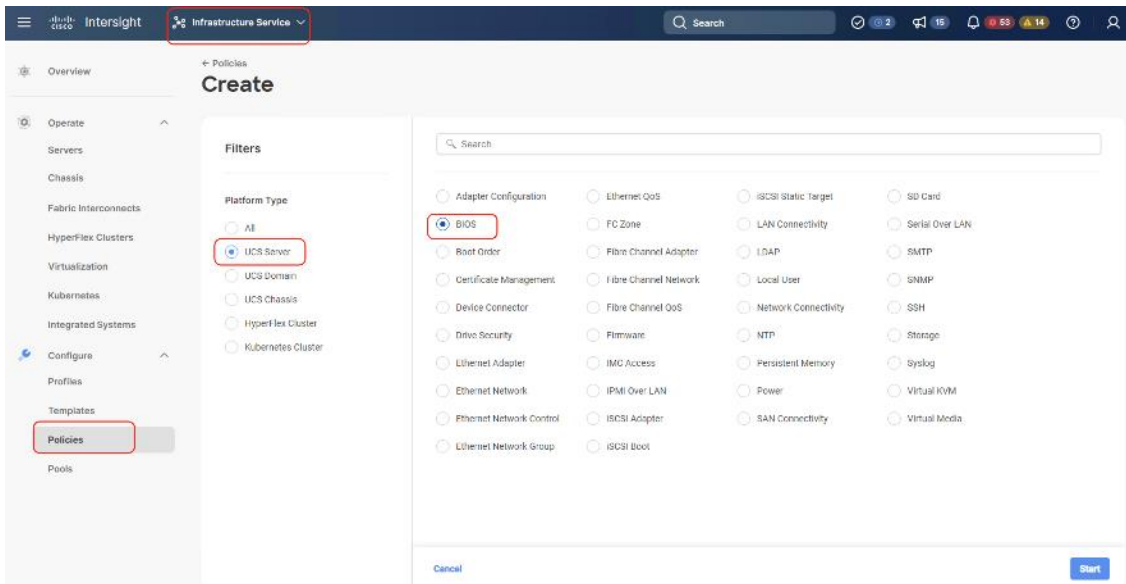 cisco Intersight
Infrastructure Service
Search
2
15
53
14
Overview
Operate
Servers
Chassis
Fabric Interconnects
HyperFlex Clusters
Virtualization
Kubernetes
Integrated Systems
Configure
Profiles
Templates
Policies
Pools
← Policies
Create
Filters
Platform Type
All
UCS Server
UCS Domain
UCS Chassis
HyperFlex Cluster
Kubernetes Cluster
Search
Adapter Configuration
BIOS
Boot Order
Certificate Management
Device Connector
Drive Security
Ethernet Adapter
Ethernet Network
Ethernet Network Control
Ethernet Network Group
Ethernet QoS
FC Zone
Fibre Channel Adapter
Fibre Channel Network
Fibre Channel QoS
Firmware
IMC Access
IPMI Over LAN
iSCSI Adapter
iSCSI Boot
iSCSI Static Target
LAN Connectivity
LDAP
Local User
Network Connectivity
NTP
Persistent Memory
Power
SAN Connectivity
SD Card
Serial Over LAN
SMTP
SNMP
SSH
Storage
Syslog
Virtual KVM
Virtual Media
Cancel
Start